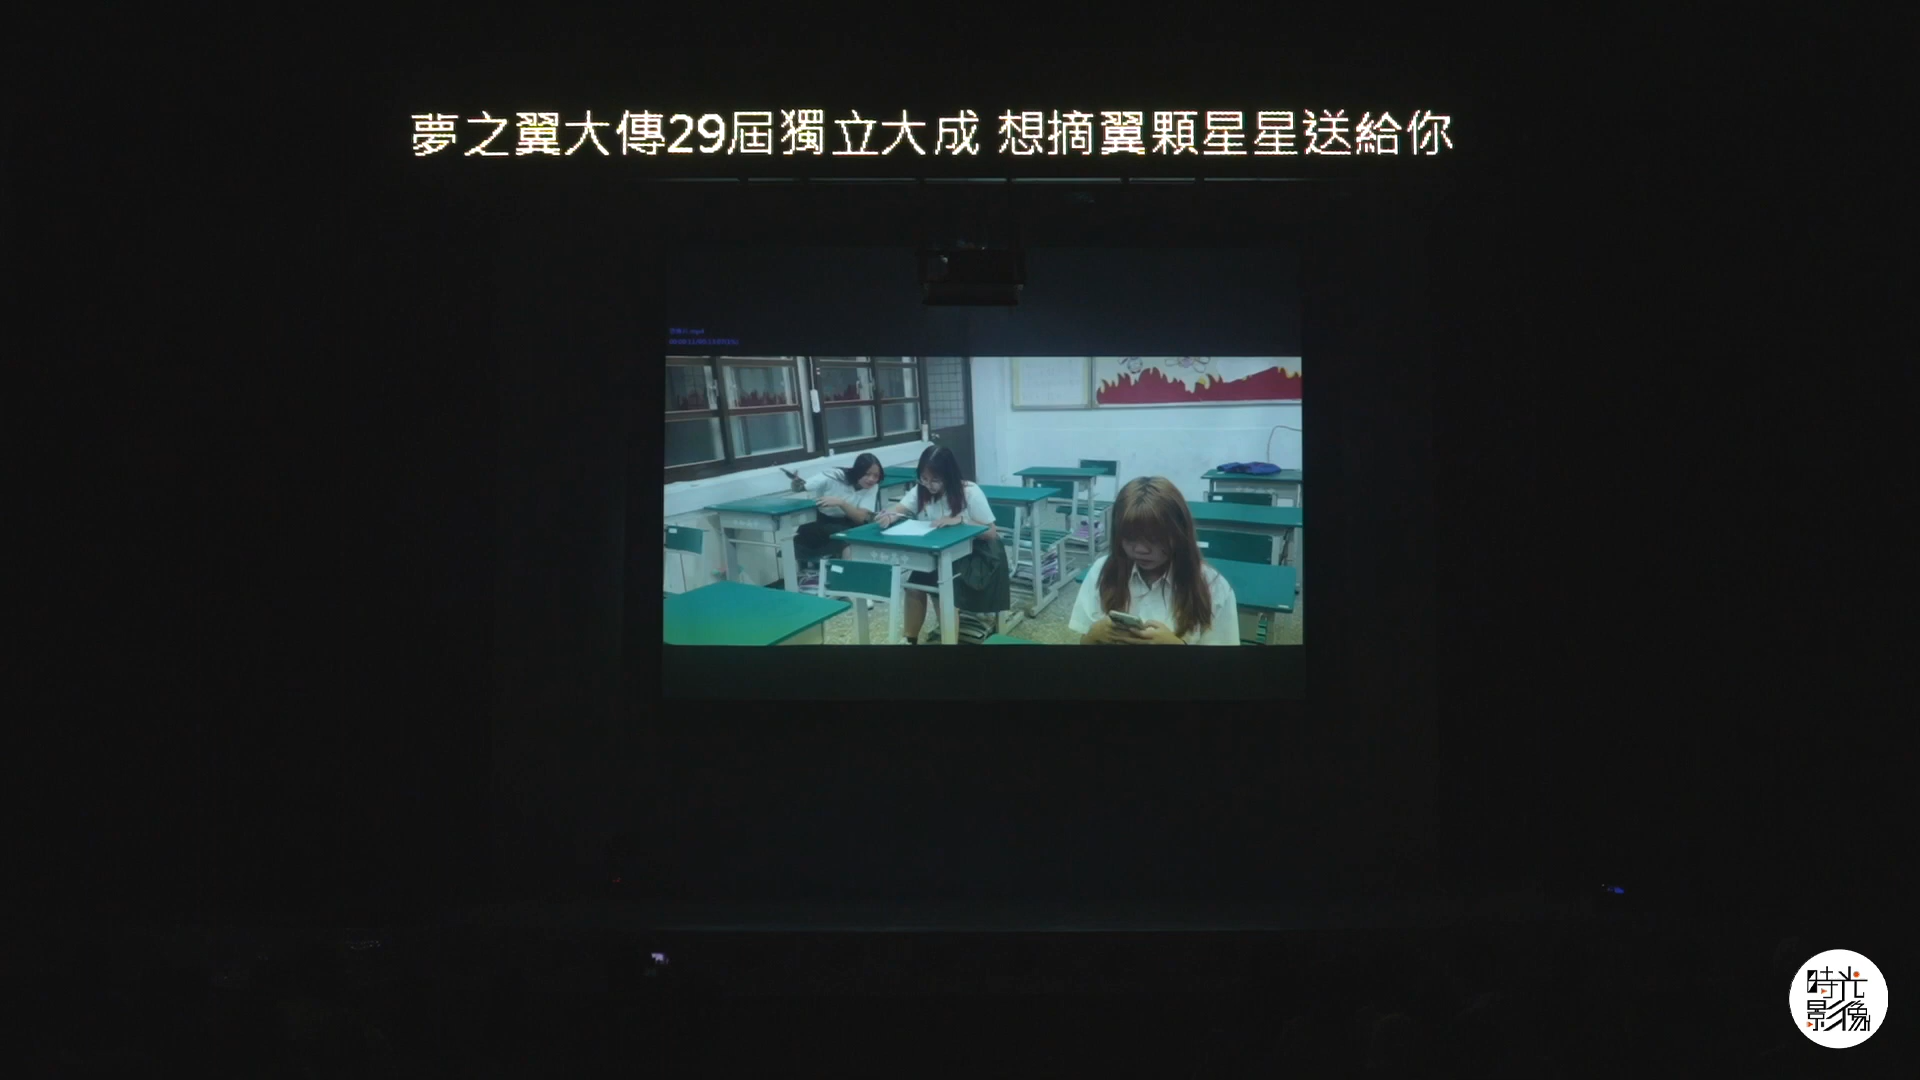 夢之翼大傳29屆獨立大成 想摘翼顆星星送給你
時光
影像